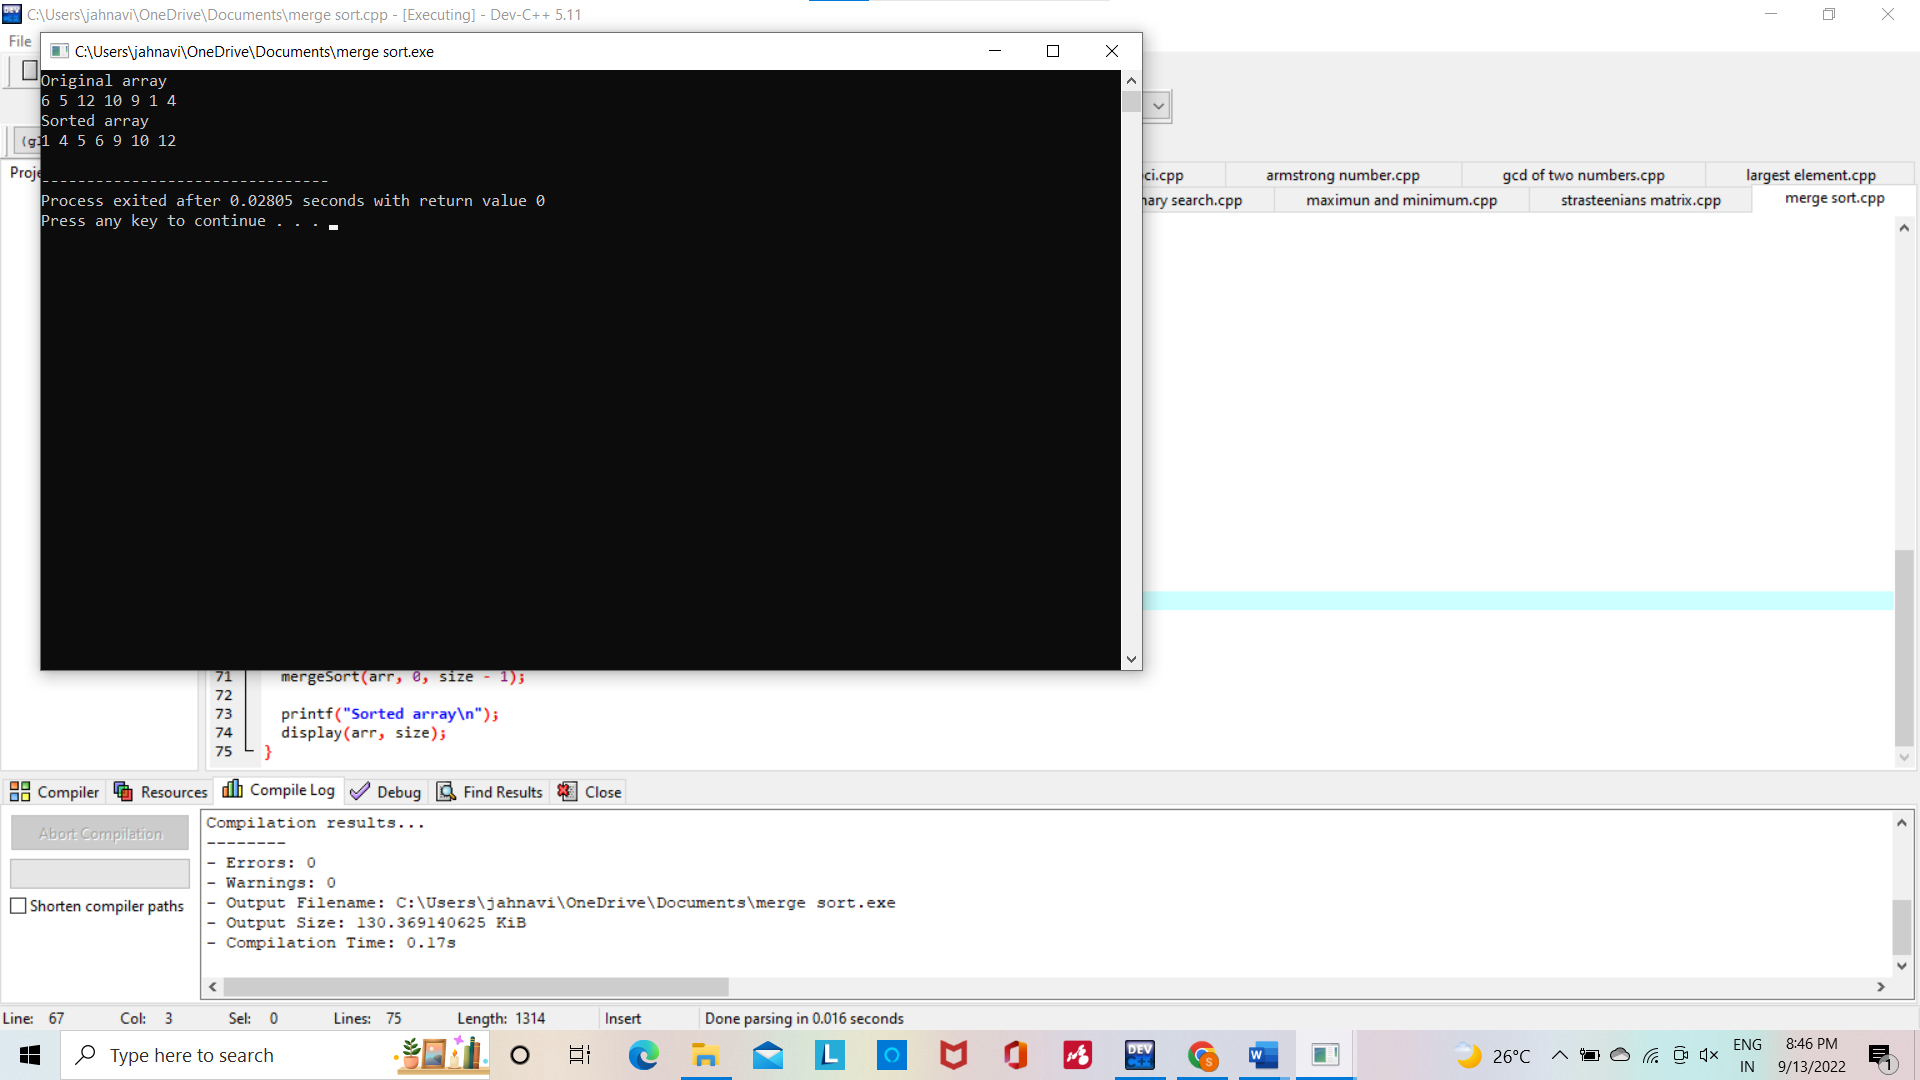 C:\Users\jahnavi\OneDrive\Documents\merge sort.cpp - [Executing] - Dev-C++ 5.11
File
C:\Users\jahnavi\OneDrive\Documents\merge sort.exe
Original array
6 5 12 10 9 1 4
Sorted array
1 4 5 6 9 10 12
--------------------------------
Process exited after 0.02805 seconds with return value 0
Press any key to continue . . .
armstrong number.cpp
gcd of two numbers.cpp
largest element.cpp
search.cpp
maximun and minimum.cpp
strasteenians matrix.cpp
merge sort.cpp
71 mergeSort(arr, 0, size - 1);
72
73 printf("Sorted array\n");
74 display(arr, size);
75 }
Compiler Resources Compile Log Debug Find Results Close
Abort Compilation
Shorten compiler paths
Compilation results...
--------
- Errors: 0
- Warnings: 0
- Output Filename: C:\Users\jahnavi\OneDrive\Documents\merge sort.exe
- Output Size: 130.369140625 KiB
- Compilation Time: 0.17s
Line: 67 Col: 3 Sel: 0 Lines: 75 Length: 1314 Insert Done parsing in 0.016 seconds
Type here to search
L
DEV C++
S
W
26°C
ENG
IN
8:46 PM
9/13/2022
1